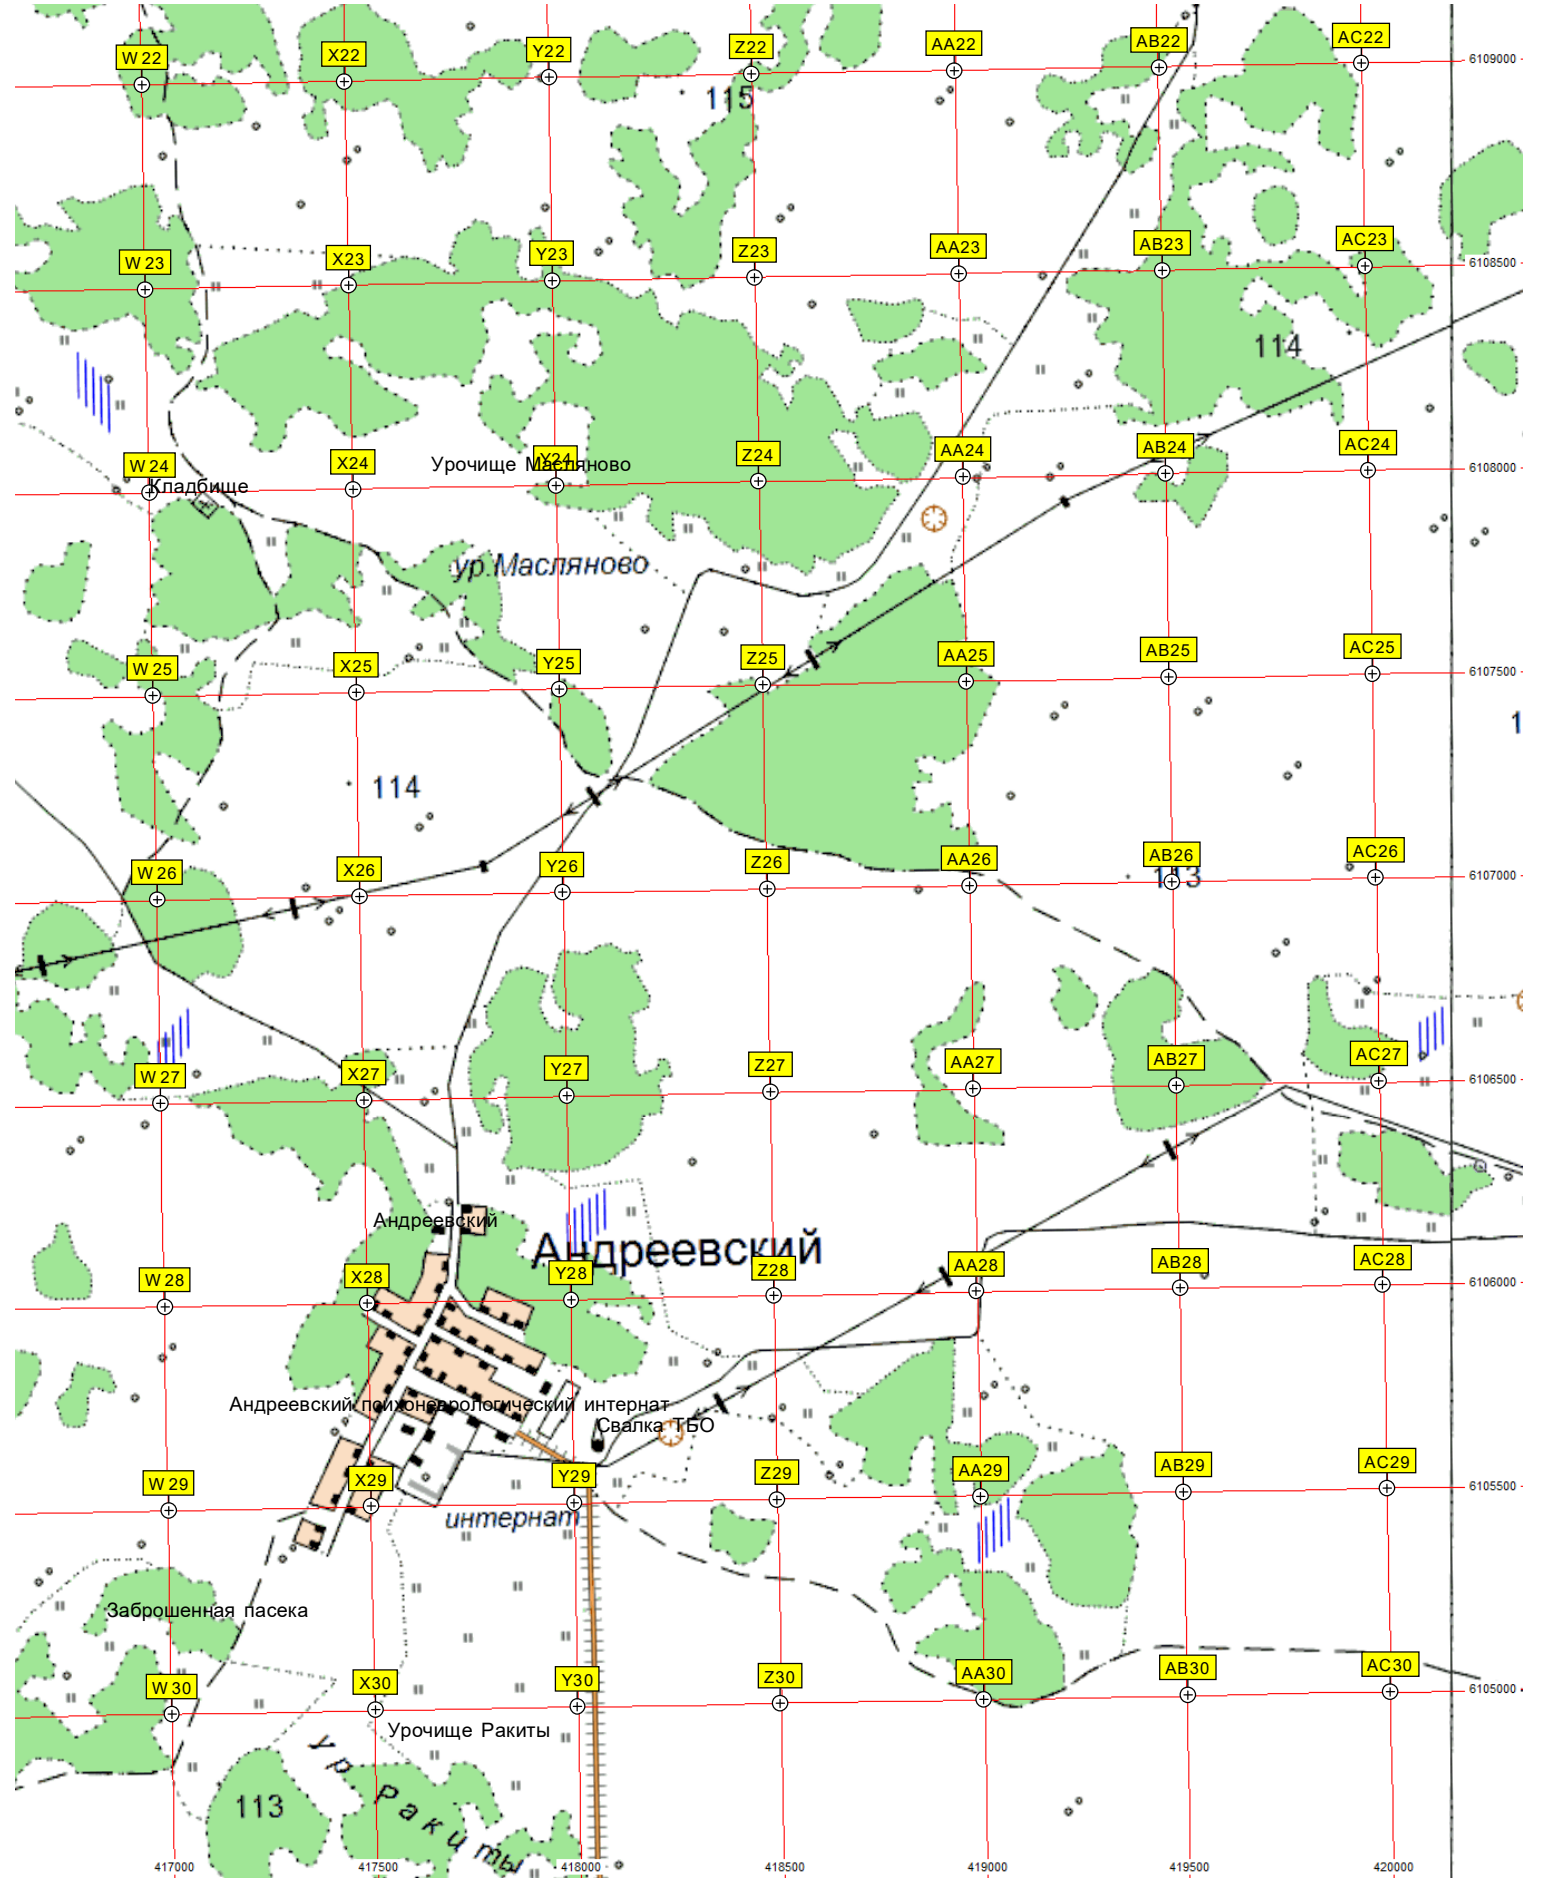 W 22 X22 Y22 Z22 AA22 AB22 AC22 6109000
115
W 23 X23 Y23 Z23 AA23 AB23 AC23 6108500
114
W 24 X24 Y24 Z24 AA24 AB24 AC24 6108000
Урочище Масляново
Кладбище
ур.Масляново
W 25 X25 Y25 Z25 AA25 AB25 AC25 6107500
1
114
W 26 X26 Y26 Z26 AA26 AB26 AC26 6107000
113
W 27 X27 Y27 Z27 AA27 AB27 AC27 6106500
Андреевский
Андреевский
W 28 X28 Y28 Z28 AA28 AB28 AC28 6106000
Андреевский психоневрологический интернат
Свалка ТБО
W 29 X29 Y29 Z29 AA29 AB29 AC29 6105500
интернат
Заброшенная пасека
W 30 X30 Y30 Z30 AA30 AB30 AC30 6105000
Урочище Ракиты
ур. Ракиты
113
417000 417500 418000 418500 419000 419500 420000